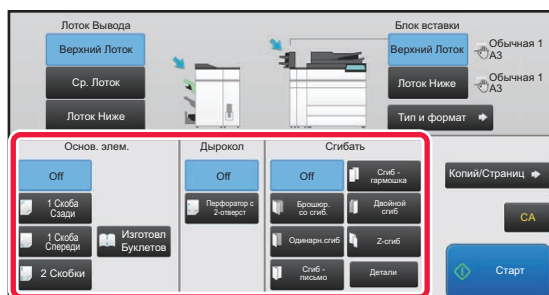 Лоток Вывода
Блок вставки
Верхний Лоток
Ср. Лоток
Лоток Ниже
Верхний Лоток
Обычная 1
A3
Лоток Ниже
Обычная 1
A3
Тип и формат
Основ. элем.
Дырокол
Сгибать
Off
1 Скоба
Сзади
1 Скоба
Спереди
2 Скобки
Изготовл
Буклетов
Off
Перфоратор с
2-отверст
Off
Сгиб -
гармошка
Брошюр.
со сгиб.
Двойной
сгиб
Одинарн.сгиб
Z-сгиб
Сгиб -
письмо
Детали
Копий/Страниц
CA
Старт